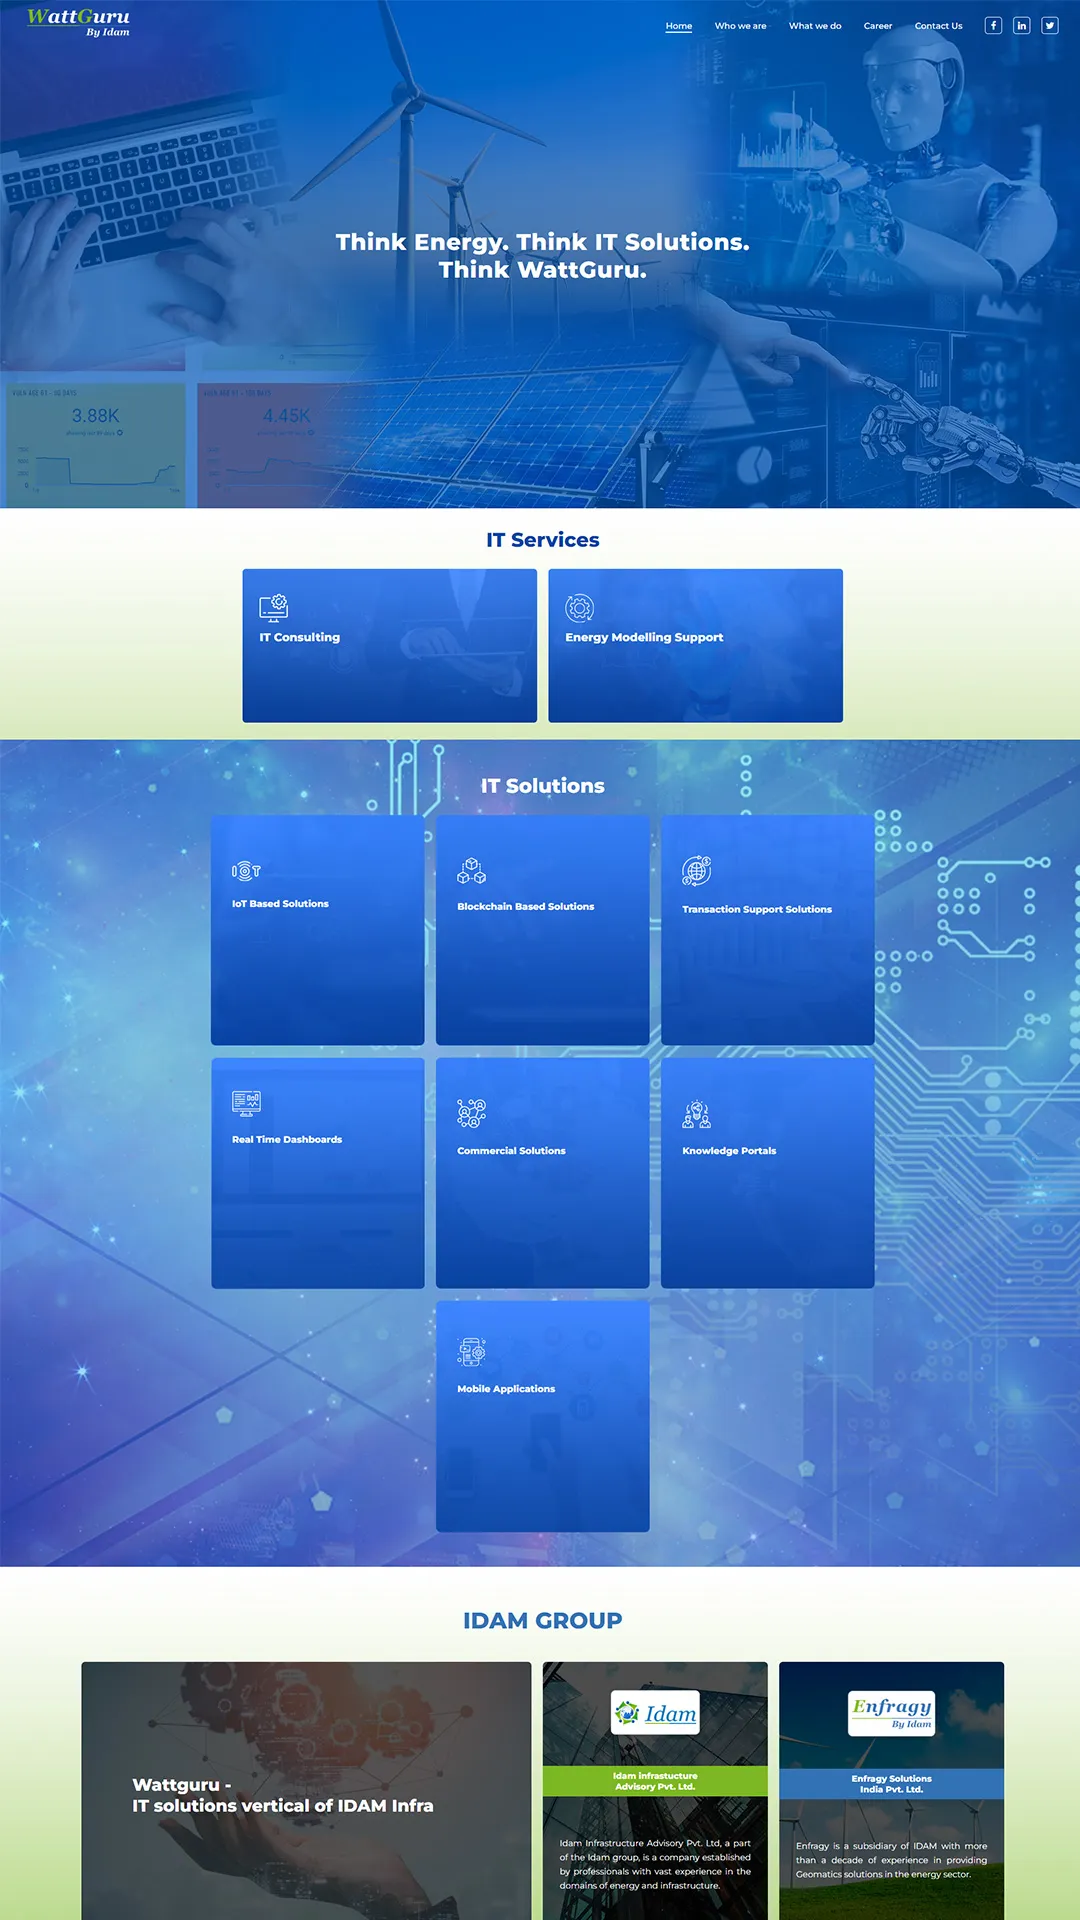 WattGuru
By Idam
Home
Who we are
What we do
Career
Contact Us
Think Energy. Think IT Solutions.
Think WattGuru.
3.88K
4.45K
IT Services
IT Consulting
Energy Modelling Support
IT Solutions
IoT
IoT Based Solutions
Blockchain Based Solutions
Transaction Support Solutions
Real Time Dashboards
Commercial Solutions
Knowledge Portals
Mobile Applications
IDAM GROUP
Wattguru -
IT solutions vertical of IDAM Infra
Idam
Idam infrastucture
Advisory Pvt. Ltd.
Idam Infrastructure Advisory Pvt. Ltd, a part
of the Idam group, is a company established
by professionals with vast experience in the
domains of energy and infrastructure.
Enfragy
By Idam
Enfragy Solutions
India Pvt. Ltd.
Enfragy is a subsidiary of IDAM with more
than a decade of experience in providing
Geomatics solutions in the energy sector.